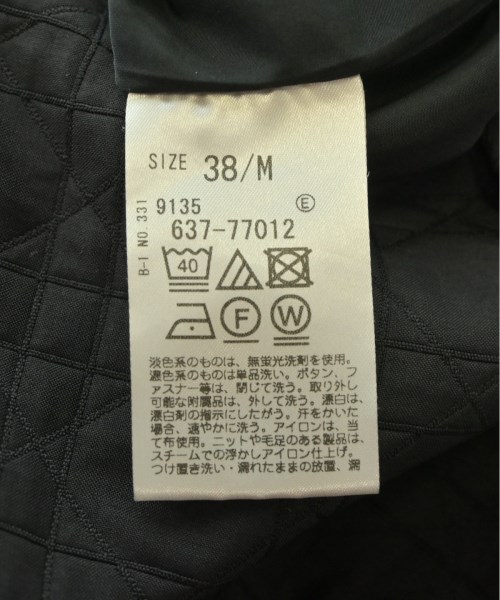 SIZE 38/M
9135 Ⓔ
637-77012
B-1 NO.331
40
F W
淡色系のものは、無蛍光洗剤を使用。
濃色系のものは単品洗い。ボタン、フ
ァスナー等は、閉じて洗う。取り外し
可能な附属品は、外して洗う。漂白は、
漂白剤の指示にしたがう。汗をかいた
場合、速やかに洗う。アイロンは、当
て布使用。ニットや毛足のある製品は、
スチームでの浮かしアイロン仕上げ。
つけ置き洗い・濡れたままの放置、濃